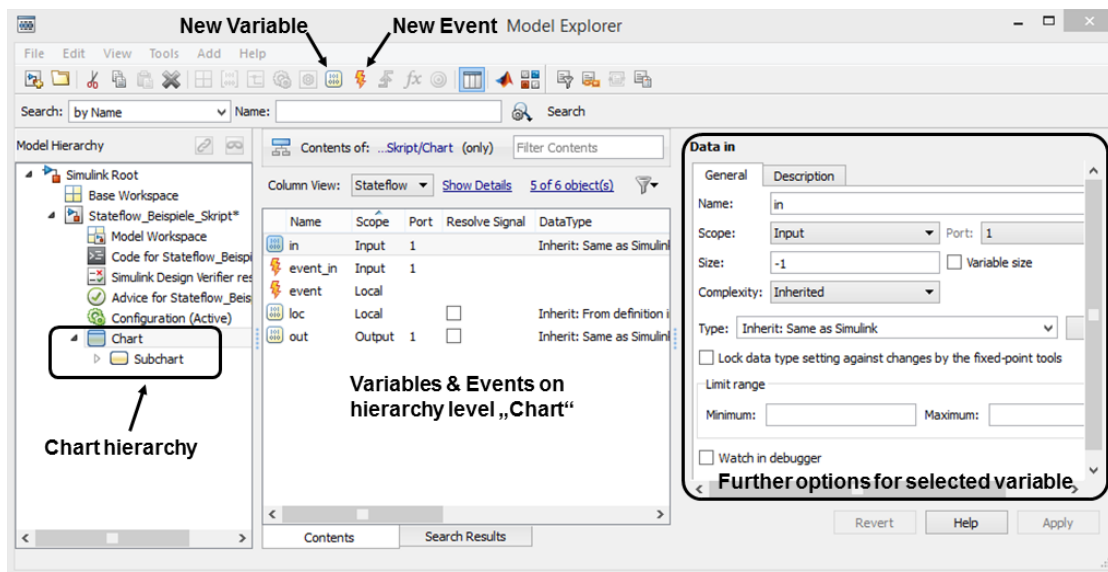 New Variable
New Event
Model Explorer
File Edit View Tools Add Help
fx
Search: by Name Name: Search
Model Hierarchy
Simulink Root
Base Workspace
Stateflow_Beispiele_Skript*
Model Workspace
Code for Stateflow_Beispi
Simulink Design Verifier res
Advice for Stateflow_Beis
Configuration (Active)
Chart
Subchart
Chart hierarchy
Contents of: ...Skript/Chart (only) Filter Contents
Column View: Stateflow Show Details 5 of 6 object(s)
Name Scope Port Resolve Signal DataType
in Input 1 Inherit: Same as Simulin
event_in Input 1
event Local
loc Local Inherit: From definition i
out Output 1 Inherit: Same as Simulin
Variables & Events on
hierarchy level „Chart“
Contents Search Results
Data in
General Description
Name: in
Scope: Input Port: 1
Size: -1 Variable size
Complexity: Inherited
Type: Inherit: Same as Simulink
Lock data type setting against changes by the fixed-point tools
Limit range
Minimum: Maximum:
Watch in debugger
Further options for selected variable
Revert Help Apply